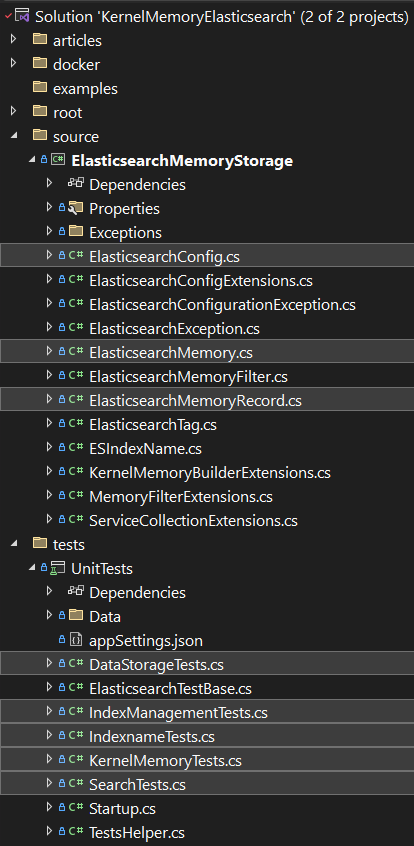 Solution 'KernelMemoryElasticsearch' (2 of 2 projects)
articles
docker
examples
root
source
C# ElasticsearchMemoryStorage
Dependencies
Properties
Exceptions
C# ElasticsearchConfig.cs
C# ElasticsearchConfigExtensions.cs
C# ElasticsearchConfigurationException.cs
C# ElasticsearchException.cs
C# ElasticsearchMemory.cs
C# ElasticsearchMemoryFilter.cs
C# ElasticsearchMemoryRecord.cs
C# ElasticsearchTag.cs
C# ESIndexName.cs
C# KernelMemoryBuilderExtensions.cs
C# MemoryFilterExtensions.cs
C# ServiceCollectionExtensions.cs
tests
UnitTests
Dependencies
Data
appSettings.json
C# DataStorageTests.cs
C# ElasticsearchTestBase.cs
C# IndexManagementTests.cs
C# IndexnameTests.cs
C# KernelMemoryTests.cs
C# SearchTests.cs
C# Startup.cs
C# TestsHelper.cs